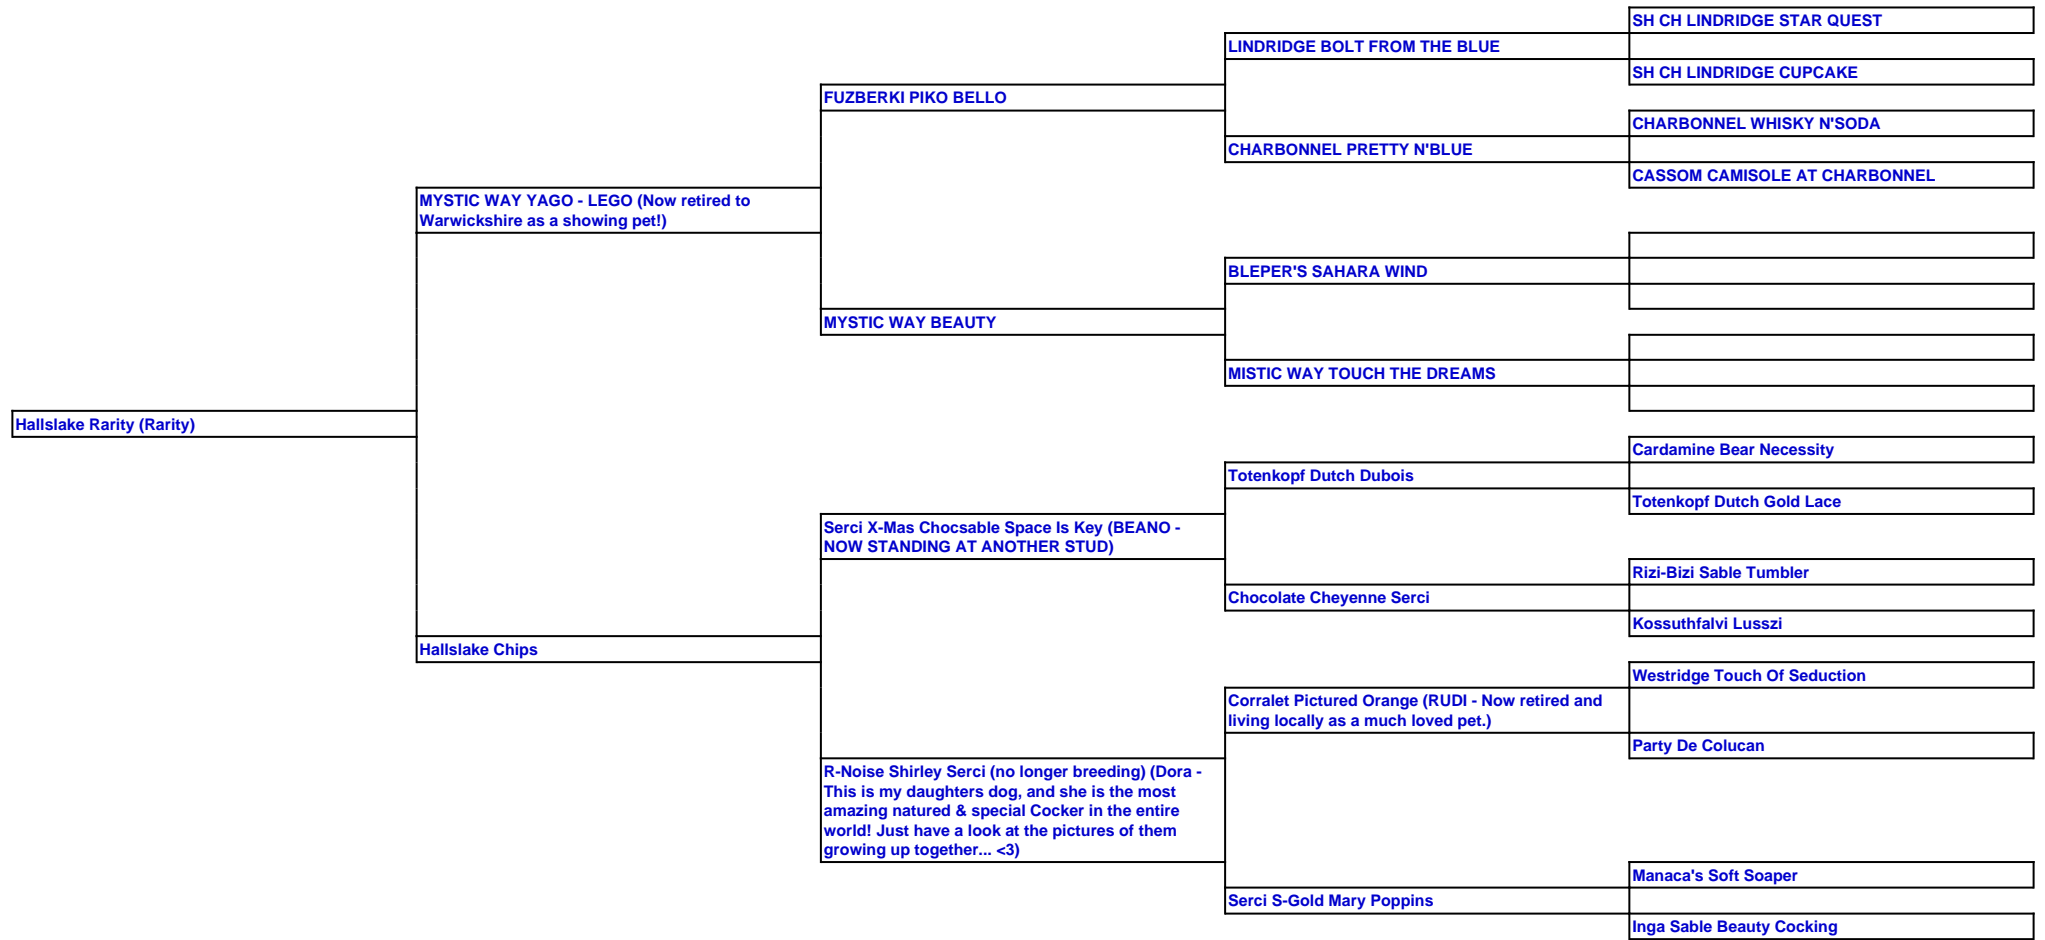 SH CH LINDRIDGE STAR QUEST
LINDRIDGE BOLT FROM THE BLUE
SH CH LINDRIDGE CUPCAKE
FUZBERKI PIKO BELLO
CHARBONNEL WHISKY N'SODA
CHARBONNEL PRETTY N'BLUE
CASSOM CAMISOLE AT CHARBONNEL
MYSTIC WAY YAGO - LEGO (Now retired to
Warwickshire as a showing pet!)
BLEPER'S SAHARA WIND
MYSTIC WAY BEAUTY
MISTIC WAY TOUCH THE DREAMS
Hallslake Rarity (Rarity)
Cardamine Bear Necessity
Totenkopf Dutch Dubois
Totenkopf Dutch Gold Lace
Serci X-Mas Chocsable Space Is Key (BEANO -
NOW STANDING AT ANOTHER STUD)
Rizi-Bizi Sable Tumbler
Chocolate Cheyenne Serci
Kossuthfalvi Lusszi
Hallslake Chips
Westridge Touch Of Seduction
Corralet Pictured Orange (RUDI - Now retired and
living locally as a much loved pet.)
Party De Colucan
R-Noise Shirley Serci (no longer breeding) (Dora -
This is my daughters dog, and she is the most
amazing natured & special Cocker in the entire
world! Just have a look at the pictures of them
growing up together... <3)
Manaca's Soft Soaper
Serci S-Gold Mary Poppins
Inga Sable Beauty Cocking